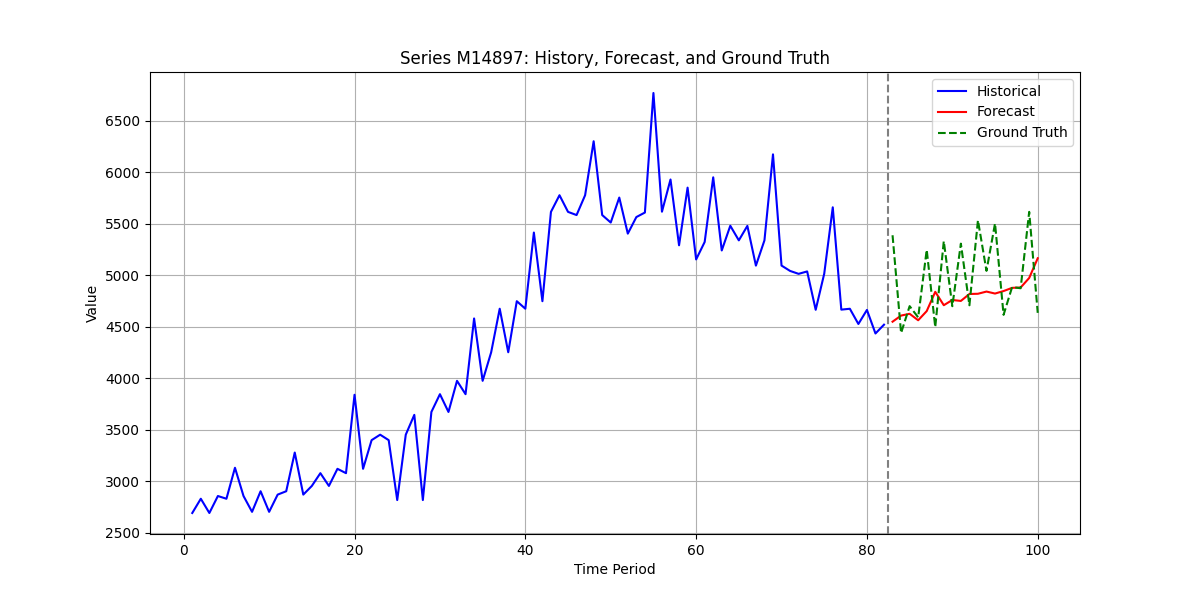 Series M14897: History, Forecast, and Ground Truth
Historical
Forecast
Ground Truth
6500
6000
5500
5000
4500
4000
3500
3000
2500
Value
0 20 40 60 80 100
Time Period